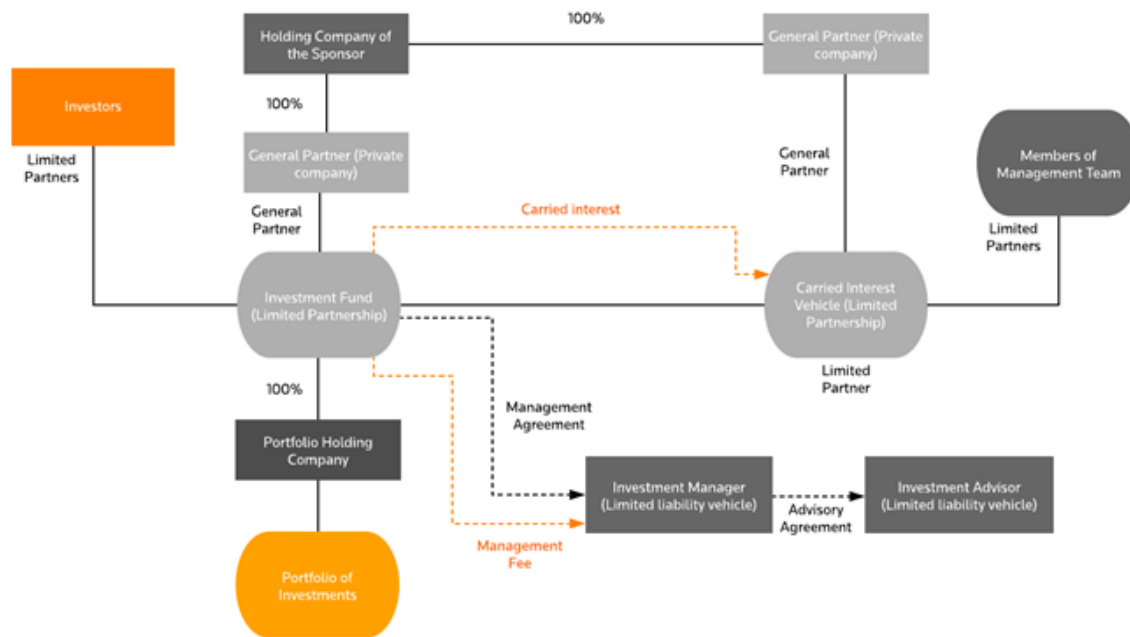 100%
Holding Company of
the Sponsor
General Partner (Private
company)
Investors
100%
Limited
Partners
General Partner (Private
company)
General
Partner
Members of
Management Team
General
Partner
Carried interest
Limited
Partners
Investment Fund
(Limited Partnership)
Carried Interest
Vehicle (Limited
Partnership)
Limited
Partner
100%
Management
Agreement
Portfolio Holding
Company
Investment Manager
(Limited liability vehicle)
Advisory
Agreement
Investment Advisor
(Limited liability vehicle)
Management
Fee
Portfolio of
Investments